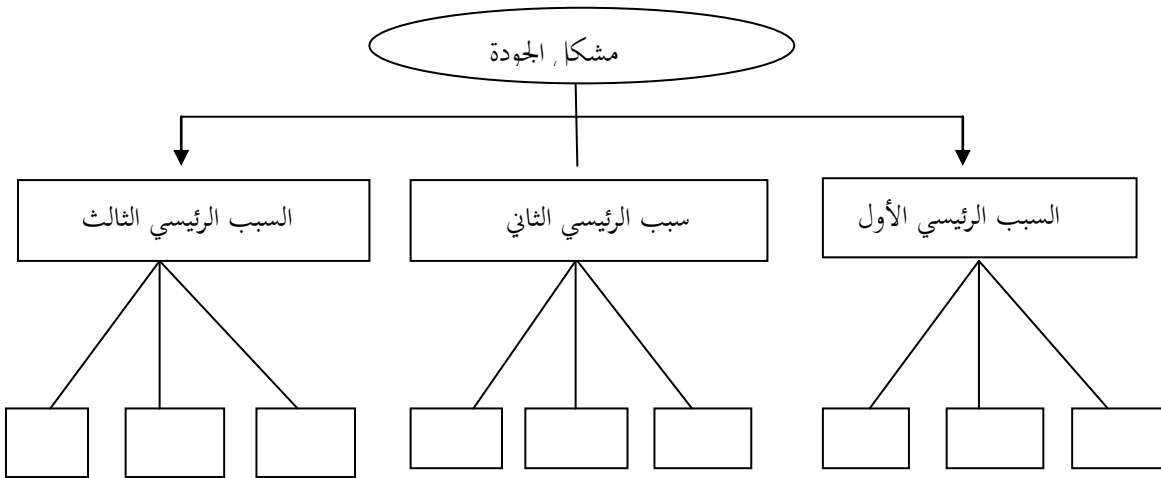 مشكل الجودة
السبب الرئيسي الأول
سبب الرئيسي الثاني
السبب الرئيسي الثالث